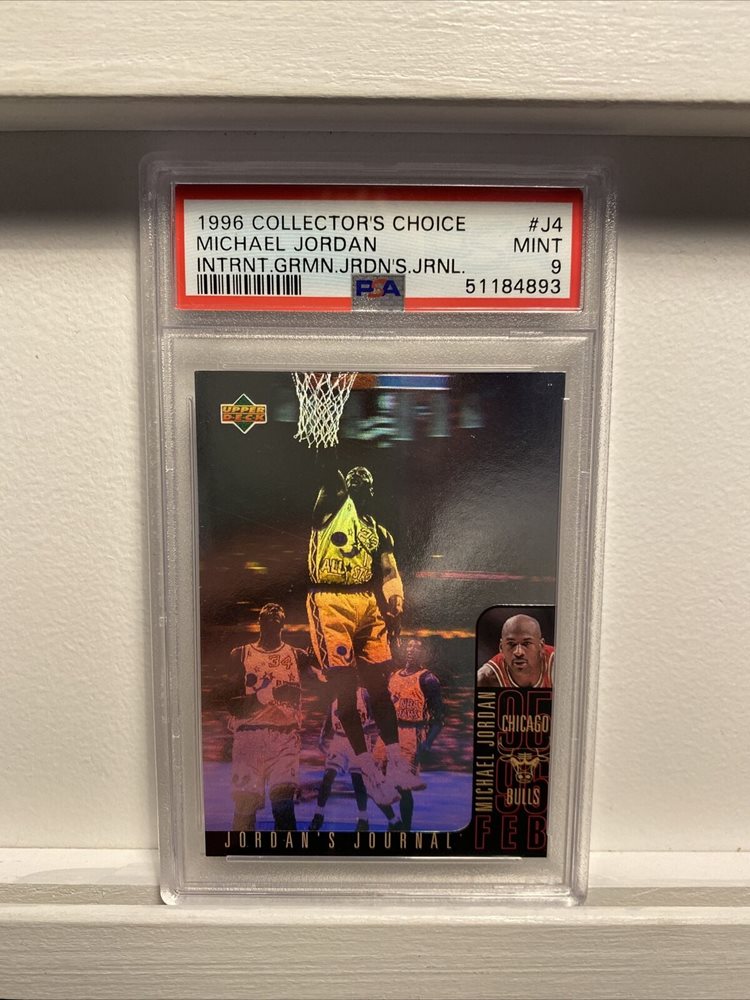 1996 COLLECTOR'S CHOICE #J4
MICHAEL JORDAN MINT
INTRNT.GRMN.JRDN'S.JRNL. 9
PSA 51184893
UPPER DECK
ALL★STAR
34
MICHAEL JORDAN
95
CHICAGO
BULLS
96
FEB
JORDAN'S JOURNAL